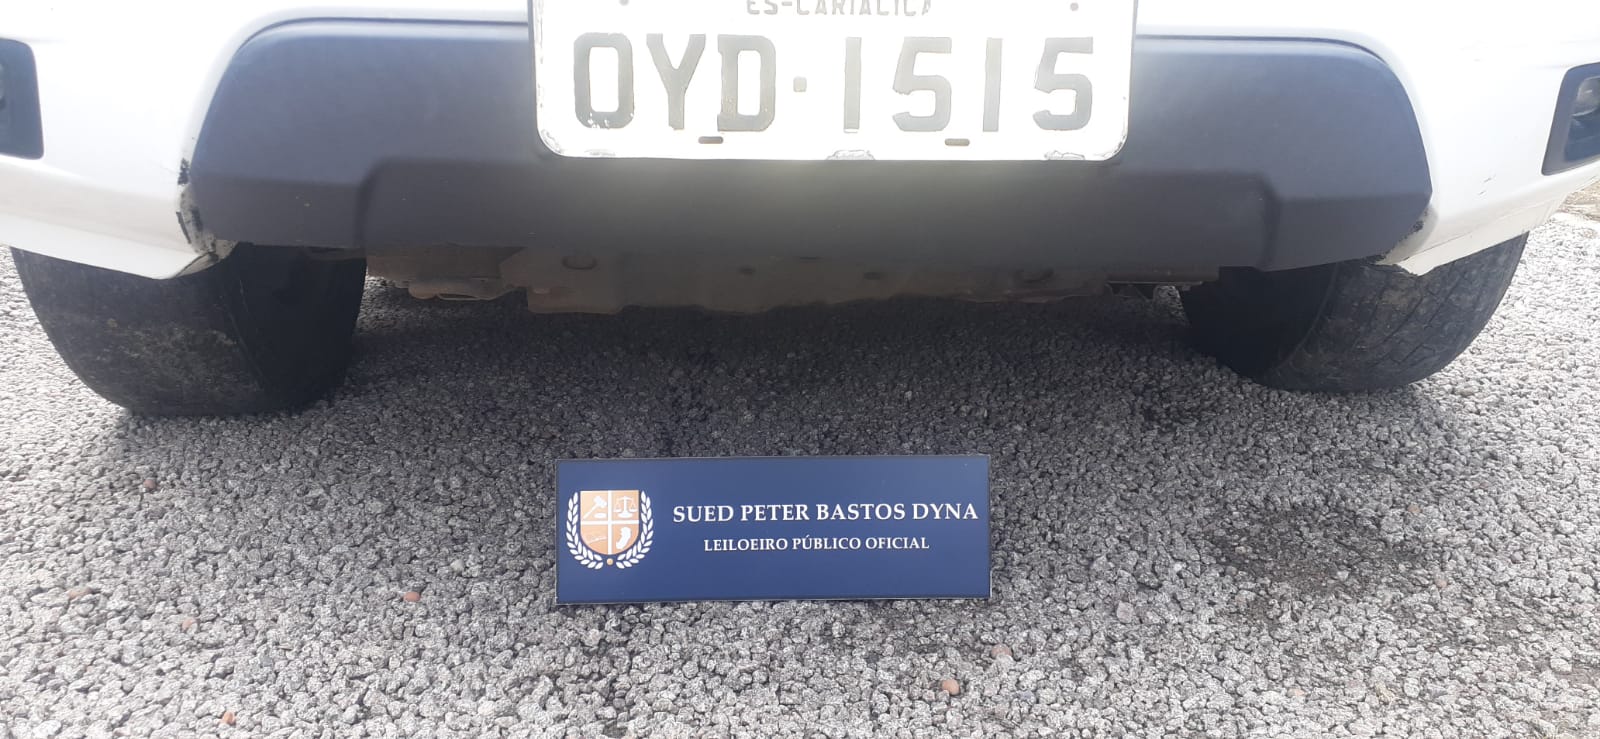 ES-CARIACICA
OYD·1515
SUED PETER BASTOS DYNA
LEILOEIRO PÚBLICO OFICIAL